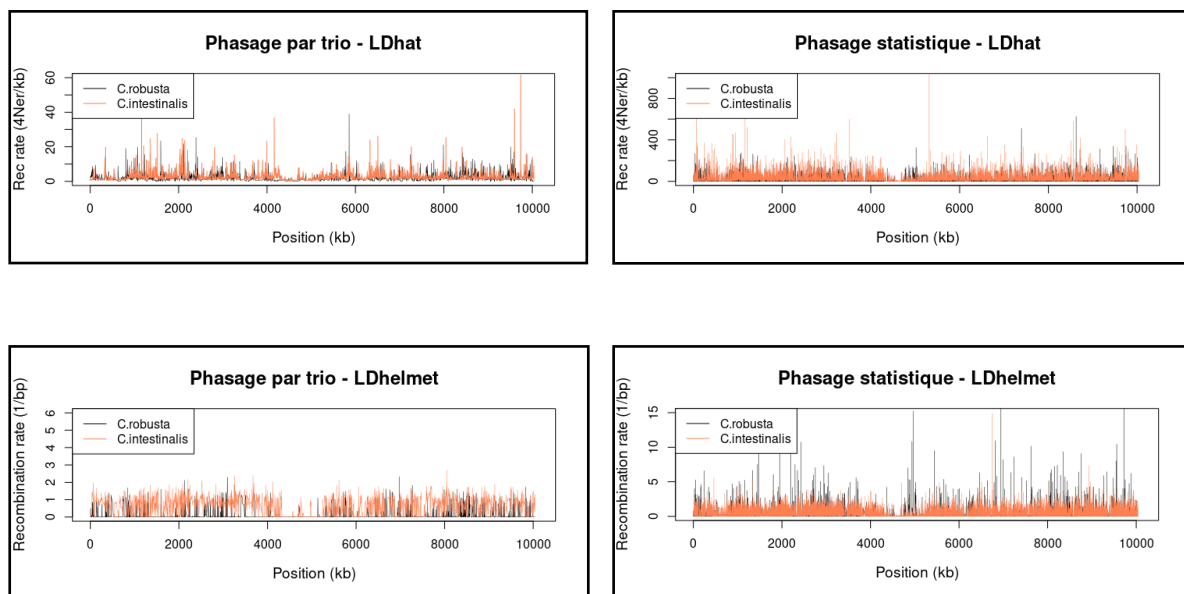 Phasage par trio - LDhat
Rec rate (4Ner/kb)
0 20 40 60
C.robusta
C.intestinalis
0 2000 4000 6000 8000 10000
Position (kb)
Phasage statistique - LDhat
Rec rate (4Ner/kb)
0 400 800
C.robusta
C.intestinalis
0 2000 4000 6000 8000 10000
Position (kb)
Phasage par trio - LDhelmet
Recombination rate (1/bp)
0 1 2 3 4 5 6
C.robusta
C.intestinalis
0 2000 4000 6000 8000 10000
Position (kb)
Phasage statistique - LDhelmet
Recombination rate (1/bp)
0 5 10 15
C.robusta
C.intestinalis
0 2000 4000 6000 8000 10000
Position (kb)